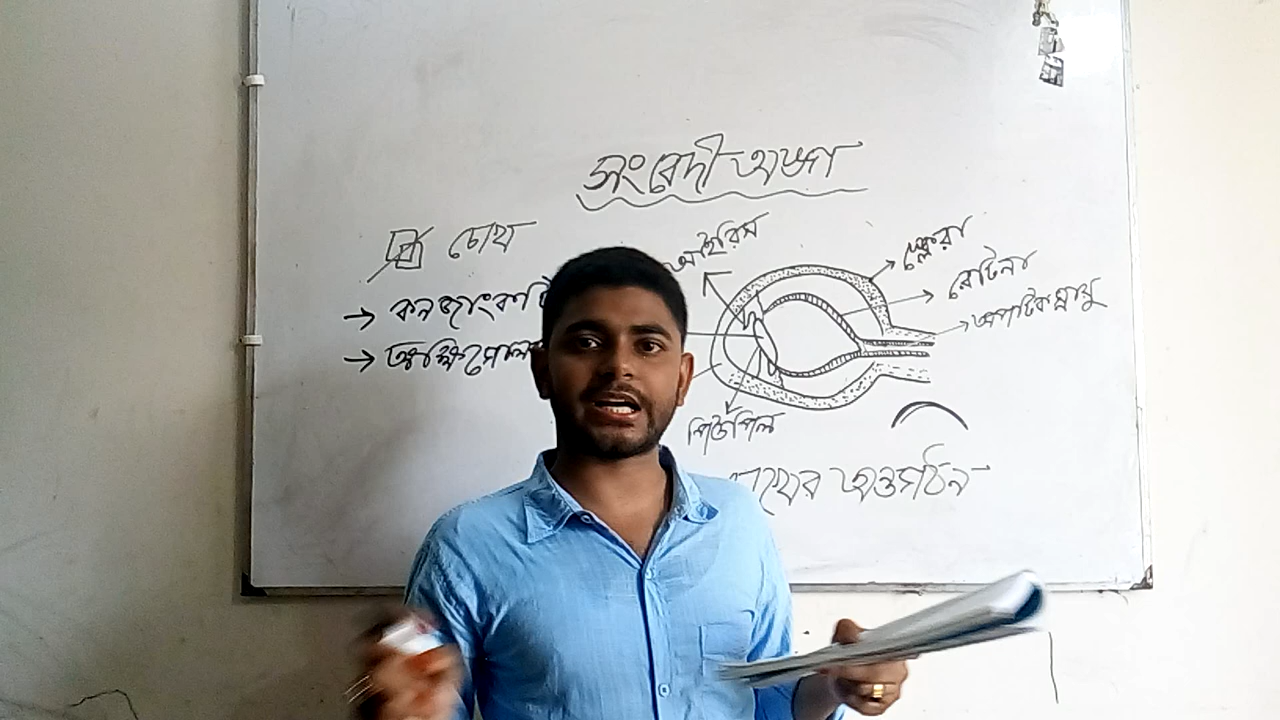 সংবেদী অঙ্গ
চোখ
আইরিস
স্ক্লেরা
রেটিনা
অপটিক স্নায়ু
→ কনজাংকটি
→ অক্ষিগোল
পিউপিল
অন্তর্গঠন